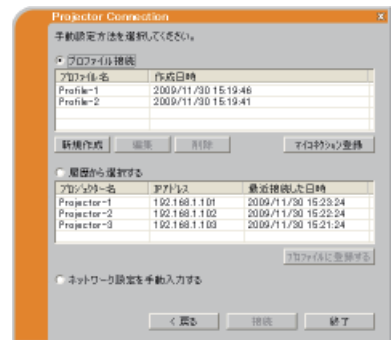 Projector Connection
手動設定方法を選択してください。
プロファイル接続
プロファイル名 作成日時
Profile-1 2009/11/30 15:19:46
Profile-2 2009/11/30 15:19:41
新規作成 編集 削除 マイコネクション登録
履歴から選択する
プロジェクター名 IPアドレス 最近接続した日時
Projector-1 192.168.1.101 2009/11/30 15:23:24
Projector-2 192.168.1.102 2009/11/30 15:22:24
Projector-3 192.168.1.103 2009/11/30 15:21:24
プロファイルに登録する
ネットワーク設定を手動入力する
< 戻る 接続 終了